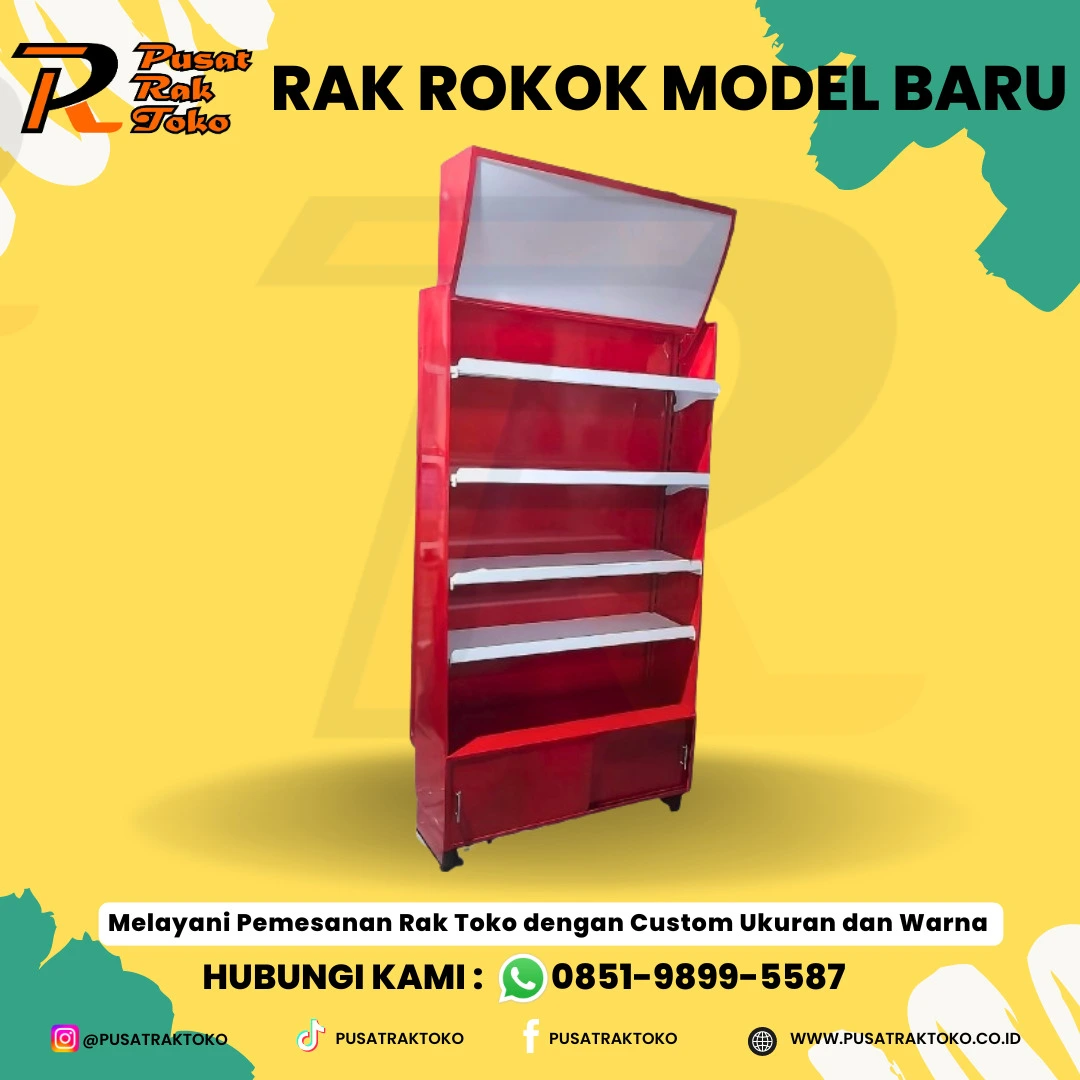 Pusat
Rak
Toko
RAK ROKOK MODEL BARU
Melayani Pemesanan Rak Toko dengan Custom Ukuran dan Warna
HUBUNGI KAMI : 0851-9899-5587
@PUSATRAKTOKO PUSATRAKTOKO PUSATRAKTOKO WWW.PUSATRAKTOKO.CO.ID